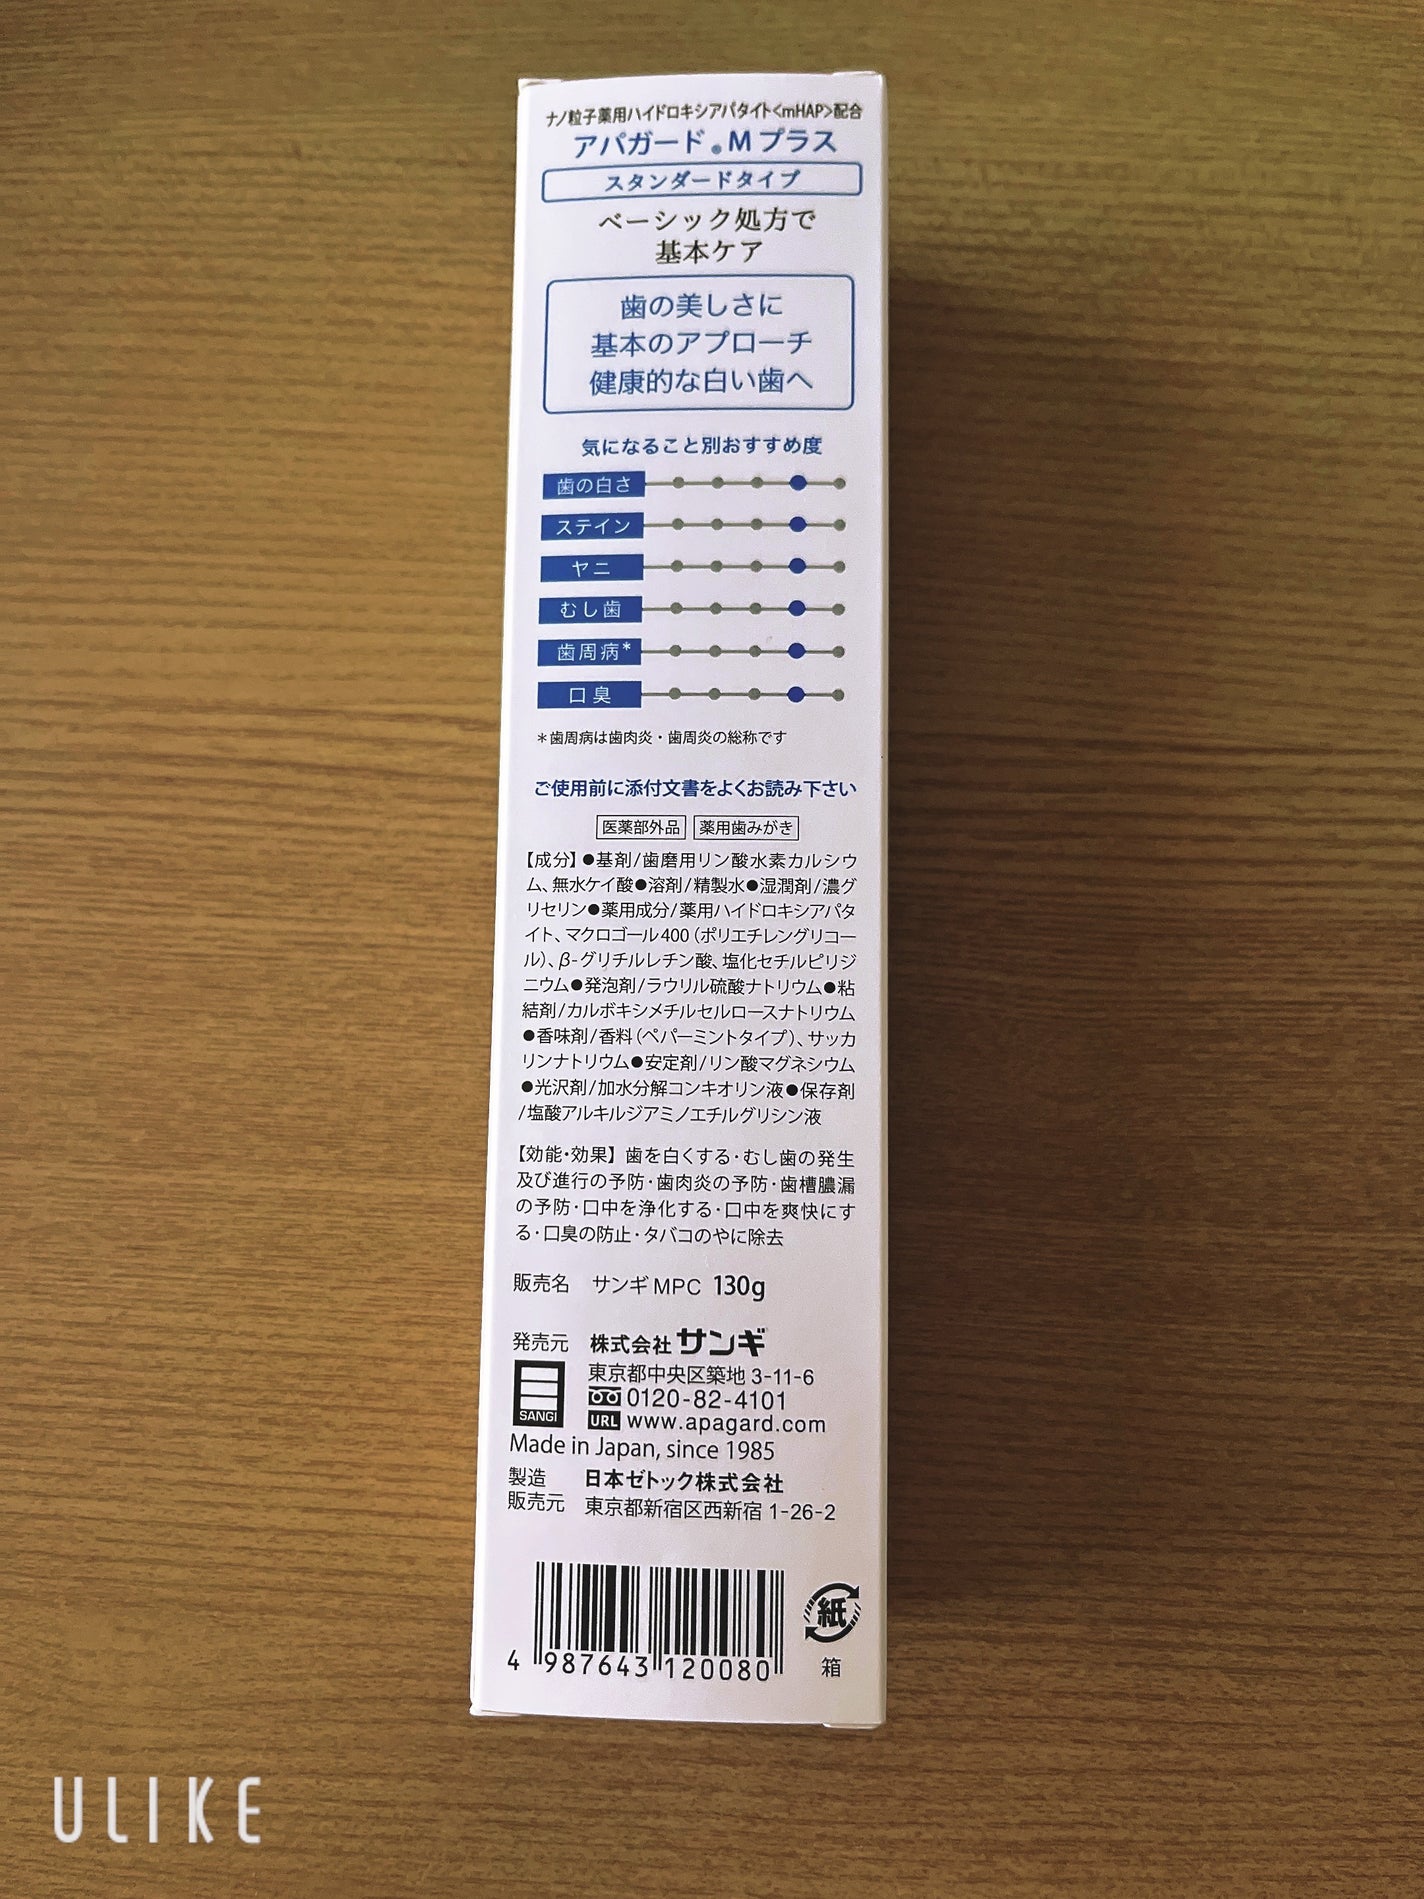 ナノ粒子薬用ハイドロキシアパタイト<mHAP>配合
アパガード®Mプラス
スタンダードタイプ
ベーシック処方で
基本ケア
歯の美しさに
基本のアプローチ
健康的な白い歯へ
気になること別おすすめ度
歯の白さ
ステイン
ヤニ
むし歯
歯周病*
口臭
*歯周病は歯肉炎・歯周炎の総称です
ご使用前に添付文書をよくお読み下さい
医薬部外品 薬用歯みがき
【成分】●基剤/歯磨用リン酸水素カルシウ
ム、無水ケイ酸●溶剤/精製水●湿潤剤/濃グ
リセリン●薬用成分/薬用ハイドロキシアパタ
イト、マクロゴール400(ポリエチレングリコー
ル)、β-グリチルレチン酸、塩化セチルピリジ
ニウム●発泡剤/ラウリル硫酸ナトリウム●粘
結剤/カルボキシメチルセルロースナトリウム
●香味剤/香料(ペパーミントタイプ)、サッカ
リンナトリウム●安定剤/リン酸マグネシウム
●光沢剤/加水分解コンキオリン液●保存剤
/塩酸アルキルジアミノエチルグリシン液
【効能・効果】歯を白くする・むし歯の発生
及び進行の予防・歯肉炎の予防・歯槽膿漏
の予防・口中を浄化する・口中を爽快にす
る・口臭の防止・タバコのやに除去
販売名 サンギMPC 130g
発売元 株式会社サンギ
東京都中央区築地 3-11-6
0120-82-4101
URL www.apagard.com
SANGI
Made in Japan, since 1985
製造 日本ゼトック株式会社
販売元 東京都新宿区西新宿 1-26-2
4 987643 120080
紙
箱
ULIKE